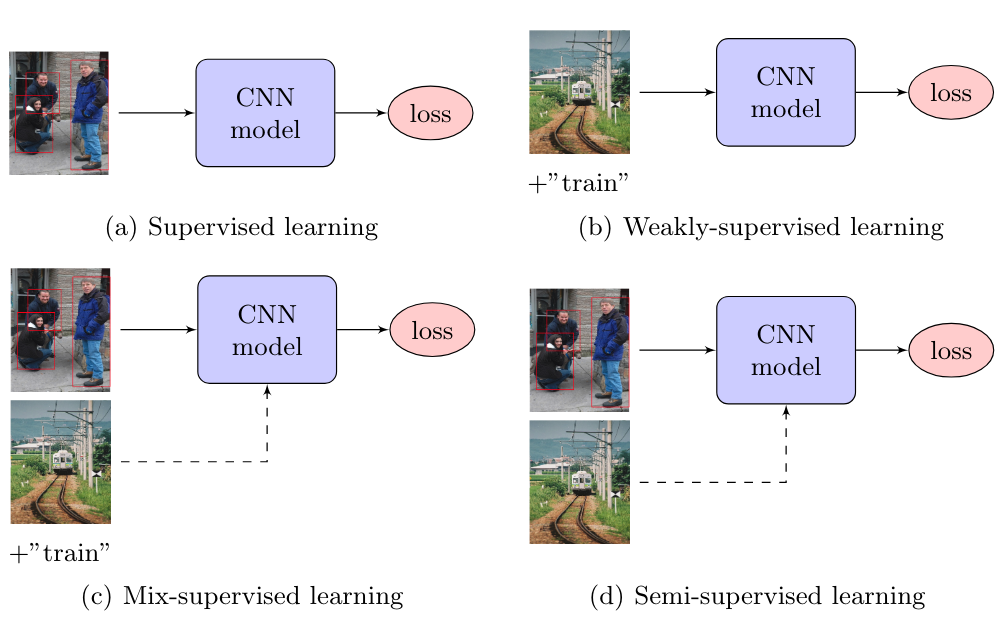 CNN
model
loss
CNN
model
loss
+”train”
(a) Supervised learning
(b) Weakly-supervised learning
CNN
model
loss
CNN
model
loss
+”train”
(c) Mix-supervised learning
(d) Semi-supervised learning